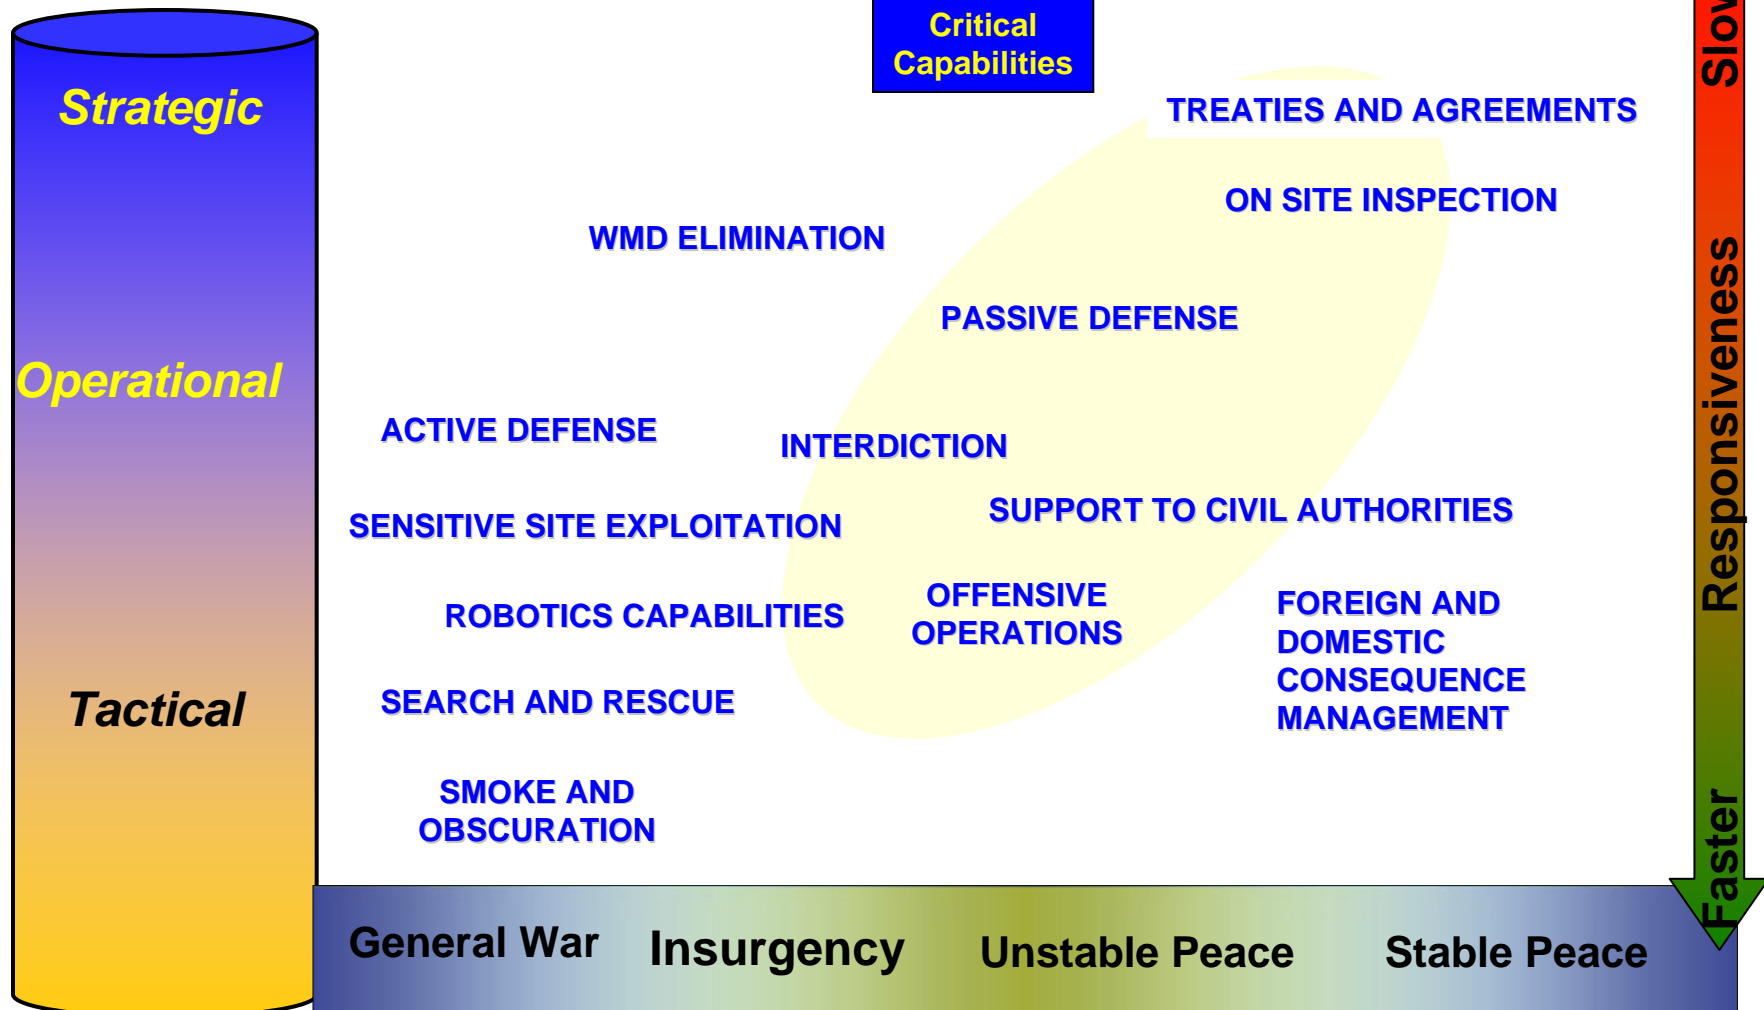 Critical
Capabilities
Strategic
TREATIES AND AGREEMENTS
ON SITE INSPECTION
WMD ELIMINATION
PASSIVE DEFENSE
Operational
ACTIVE DEFENSE
INTERDICTION
SENSITIVE SITE EXPLOITATION
SUPPORT TO CIVIL AUTHORITIES
ROBOTICS CAPABILITIES
OFFENSIVE
OPERATIONS
FOREIGN AND
DOMESTIC
CONSEQUENCE
MANAGEMENT
Tactical
SEARCH AND RESCUE
SMOKE AND
OBSCURATION
General War
Insurgency
Unstable Peace
Stable Peace
Faster Responsiveness Slow